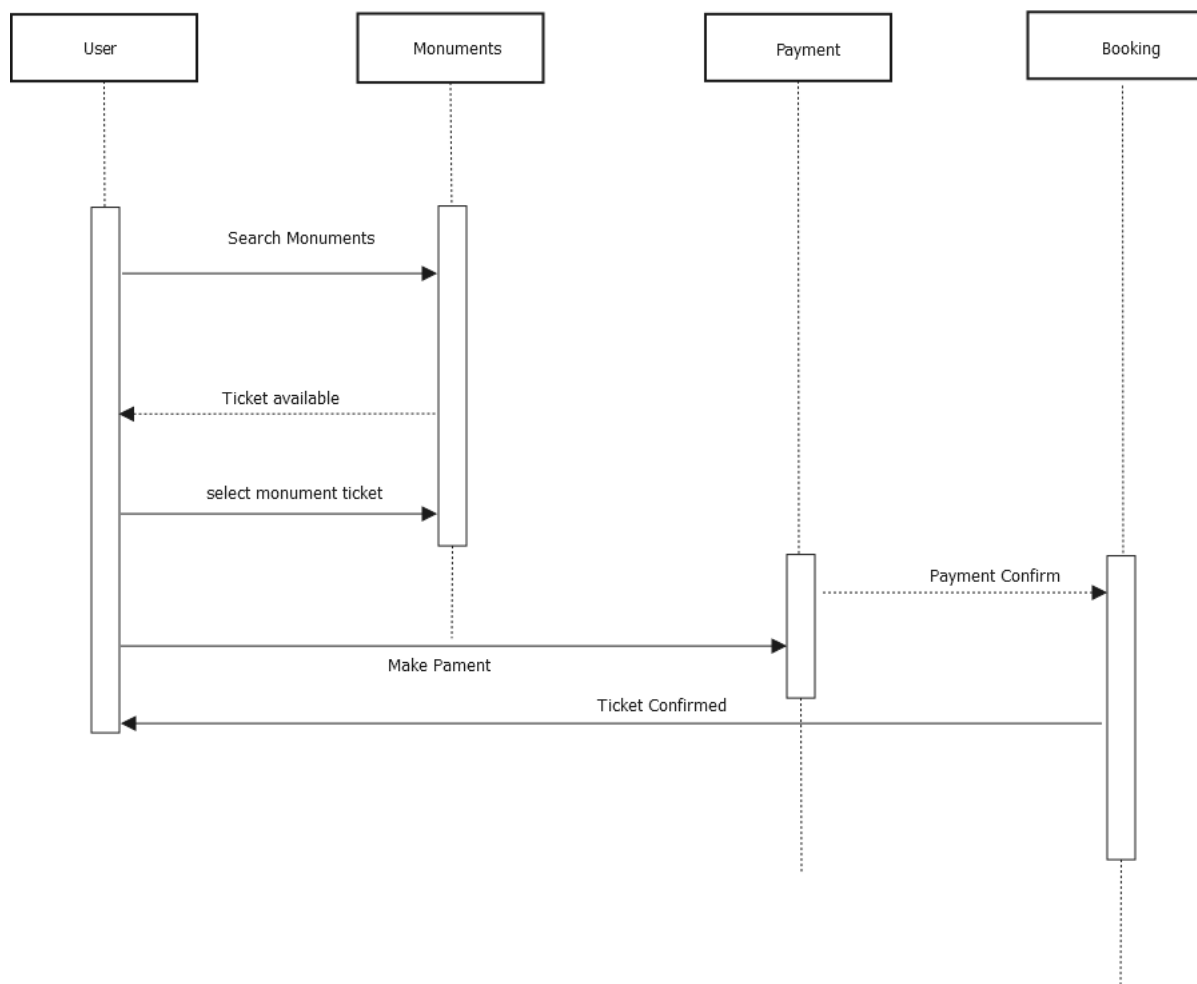 User
Monuments
Payment
Booking
Search Monuments
Ticket available
select monument ticket
Payment Confirm
Make Pament
Ticket Confirmed